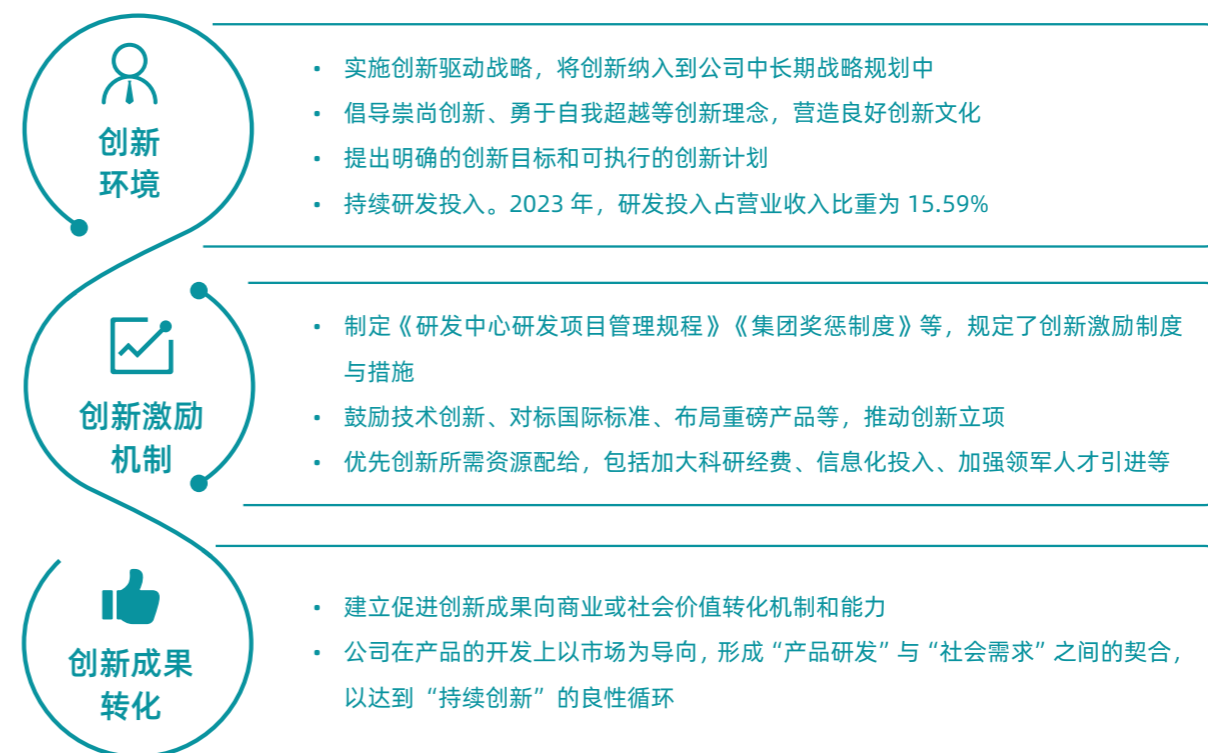 创新
环境
• 实施创新驱动战略，将创新纳入到公司中长期战略规划中
• 倡导崇尚创新、勇于自我超越等创新理念，营造良好创新文化
• 提出明确的创新目标和可执行的创新计划
• 持续研发投入。2023 年，研发投入占营业收入比重为 15.59%
创新激励
机制
• 制定《研发中心研发项目管理规程》《集团奖惩制度》等，规定了创新激励制度
与措施
• 鼓励技术创新、对标国际标准、布局重磅产品等，推动创新立项
• 优先创新所需资源配给，包括加大科研经费、信息化投入、加强领军人才引进等
创新成果
转化
• 建立促进创新成果向商业或社会价值转化机制和能力
• 公司在产品的开发上以市场为导向，形成“产品研发”与“社会需求”之间的契合，
以达到“持续创新”的良性循环